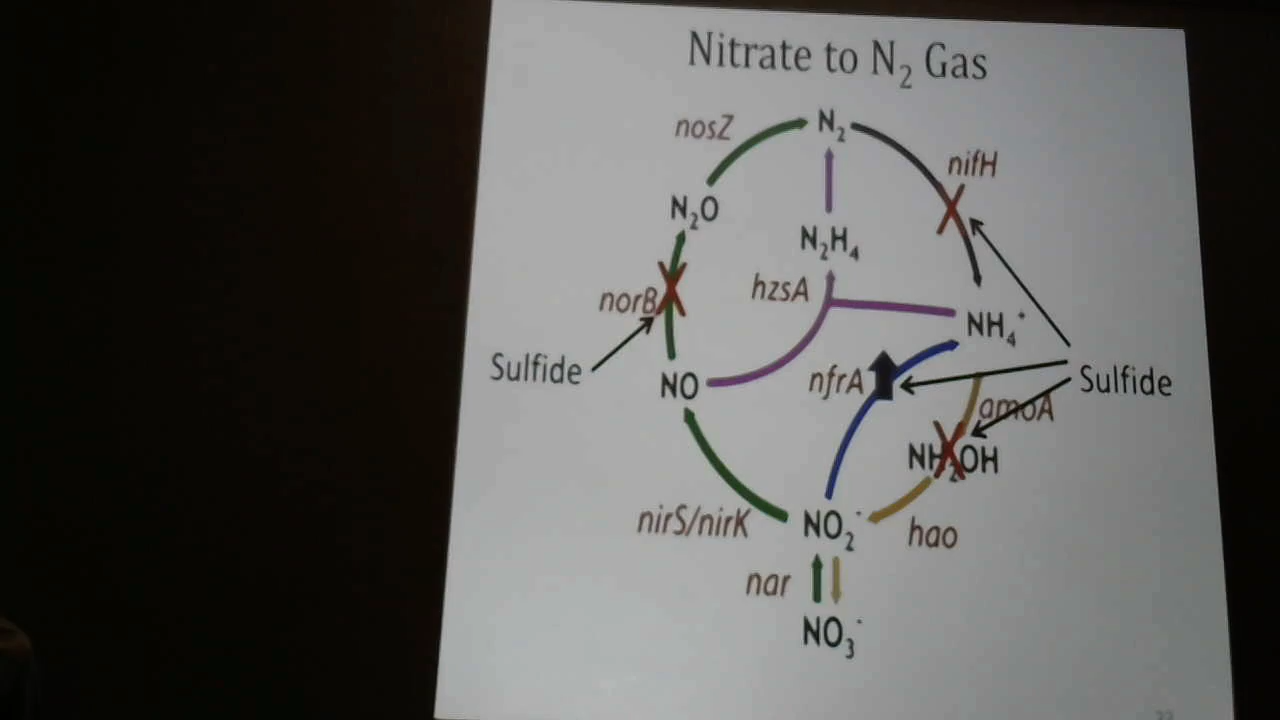 Nitrate to N₂ Gas
nosZ
N₂
nifH
N₂O
N₂H₄
norB
hzsA
NH₄⁺
Sulfide
NO
nfrA
Sulfide
amoA
NH₂OH
nirS/nirK
NO₂⁻
hao
nar
NO₃⁻